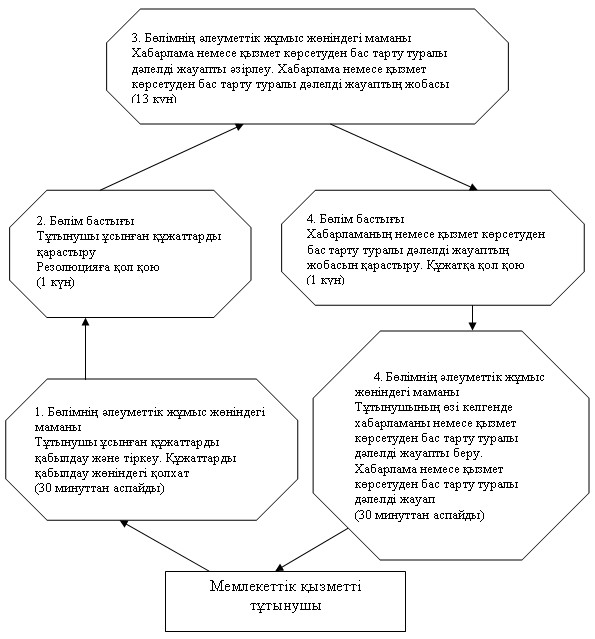 3. Бөлімнің әлеуметтік жұмыс жөніндегі маманы
Хабарлама немесе қызмет көрсетуден бас тарту туралы
дәлелді жауапты әзірлеу. Хабарлама немесе қызмет
көрсетуден бас тарту туралы дәлелді жауаптың жобасы
(13 күн)
2. Бөлім бастығы
Тұтынушы ұсынған құжаттарды
қарастыру
Резолюцияға қол қою
(1 күн)
4. Бөлім бастығы
Хабарламаның немесе қызмет көрсетуден
бас тарту туралы дәлелді жауаптың
жобасын қарастыру. Құжатқа қол қою
(1 күн)
1. Бөлімнің әлеуметтік жұмыс жөніндегі
маманы
Тұтынушы ұсынған құжаттарды
қабылдау және тіркеу. Құжаттарды
қабылдау жөніндегі қолхат
(30 минуттан аспайды)
4. Бөлімнің әлеуметтік жұмыс
жөніндегі маманы
Тұтынушының өзі келгенде
хабарламаны немесе қызмет
көрсетуден бас тарту туралы
дәлелді жауапты беру.
Хабарлама немесе қызмет
көрсетуден бас тарту туралы
дәлелді жауап
(30 минуттан аспайды)
Мемлекеттік қызметті
тұтынушы